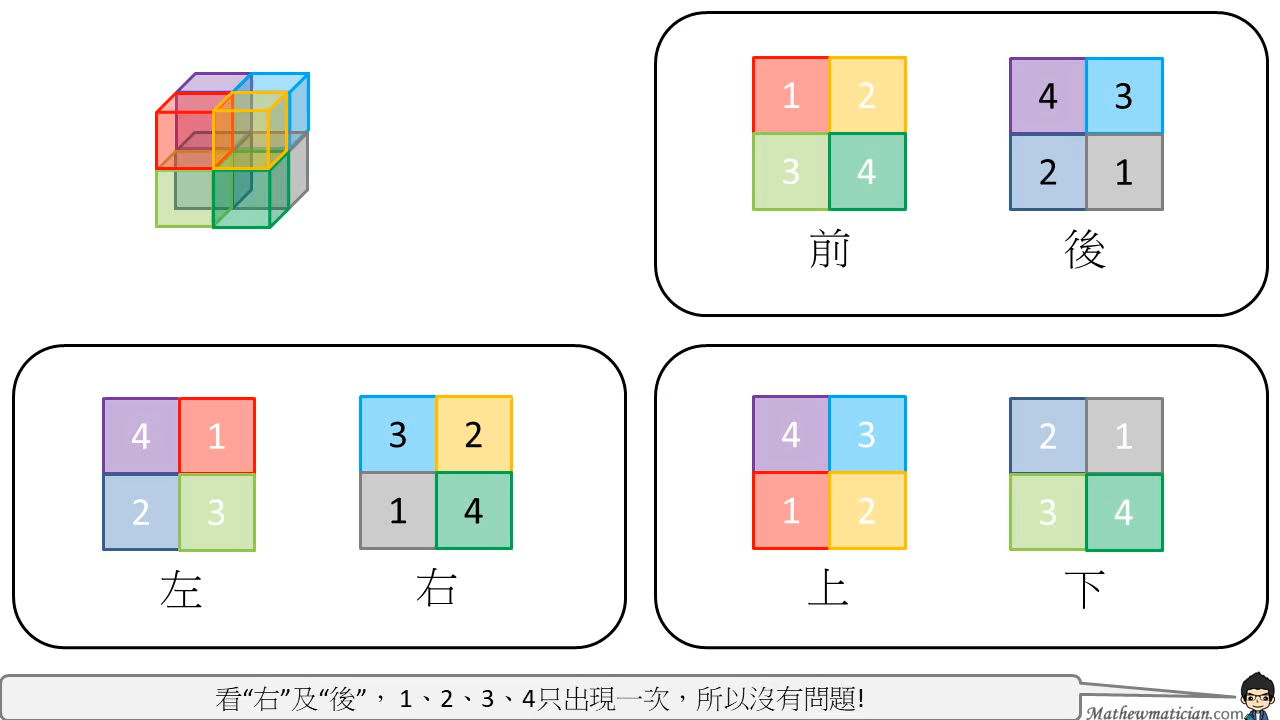 1 2
3 4
前
4 3
2 1
後
4 1
2 3
左
3 2
1 4
右
4 3
1 2
上
2 1
3 4
下
看“右”及“後”， 1、2、3、4只出現一次，所以沒有問題!
Mathewmatician.com